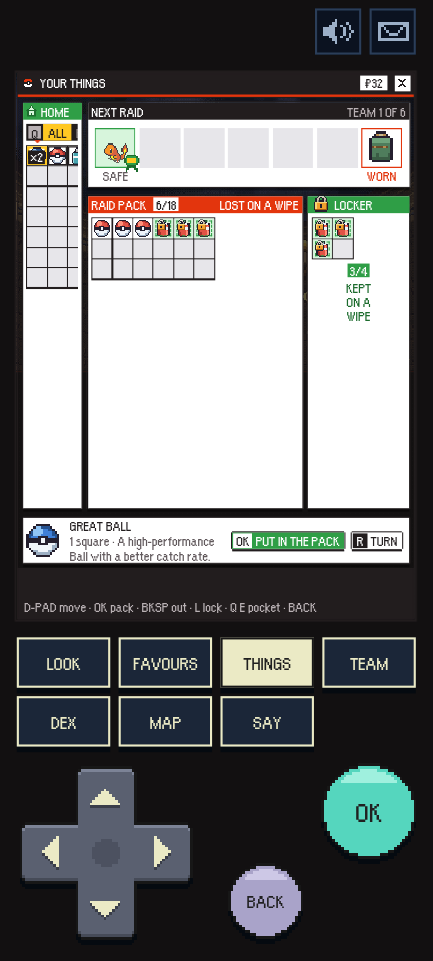 YOUR THINGS
₽32
X
HOME
Q ALL
x2
NEXT RAID
TEAM 1 OF 6
SAFE
WORN
RAID PACK 6/18 LOST ON A WIPE
LOCKER
3/4
KEPT
ON A
WIPE
GREAT BALL
1 square · A high-performance
Ball with a better catch rate.
OK PUT IN THE PACK
R TURN
D-PAD move · OK pack · BKSP out · L lock · Q E pocket · BACK
LOOK
FAVOURS
THINGS
TEAM
DEX
MAP
SAY
OK
BACK